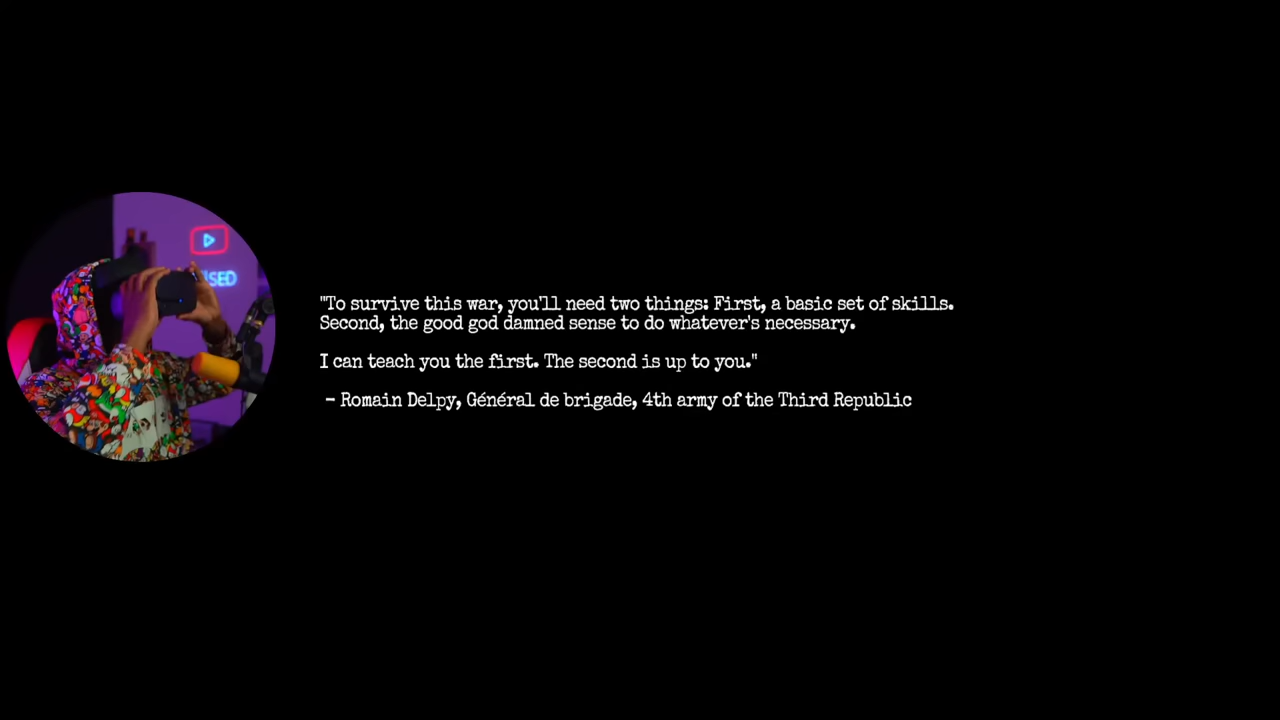 SED
"To survive this war, you'll need two things: First, a basic set of skills.
Second, the good god damned sense to do whatever's necessary.
I can teach you the first. The second is up to you."
– Romain Delpy, Général de brigade, 4th army of the Third Republic